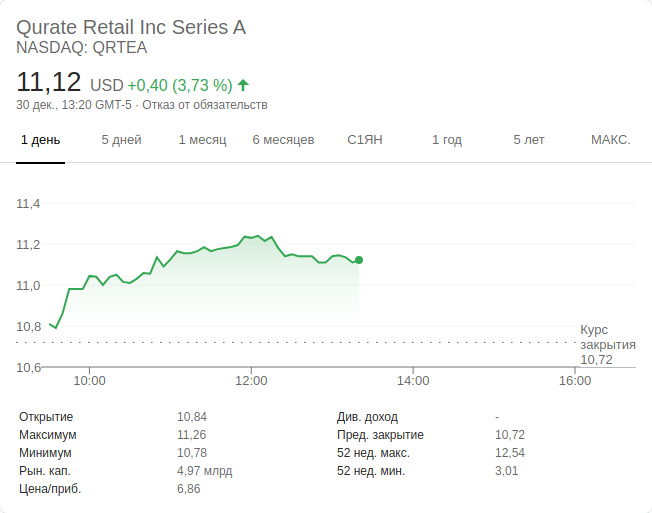 Qurate Retail Inc Series A
NASDAQ: QRTEA
11,12 USD +0,40 (3,73 %)
30 дек., 13:20 GMT-5 · Отказ от обязательств
1 день 5 дней 1 месяц 6 месяцев С1ЯН 1 год 5 лет МАКС.
11,4
11,2
11,0
10,8
10,6
Курс
закрытия
10,72
10:00 12:00 14:00 16:00
Открытие 10,84 Див. доход -
Максимум 11,26 Пред. закрытие 10,72
Минимум 10,78 52 нед. макс. 12,54
Рын. кап. 4,97 млрд 52 нед. мин. 3,01
Цена/приб. 6,86